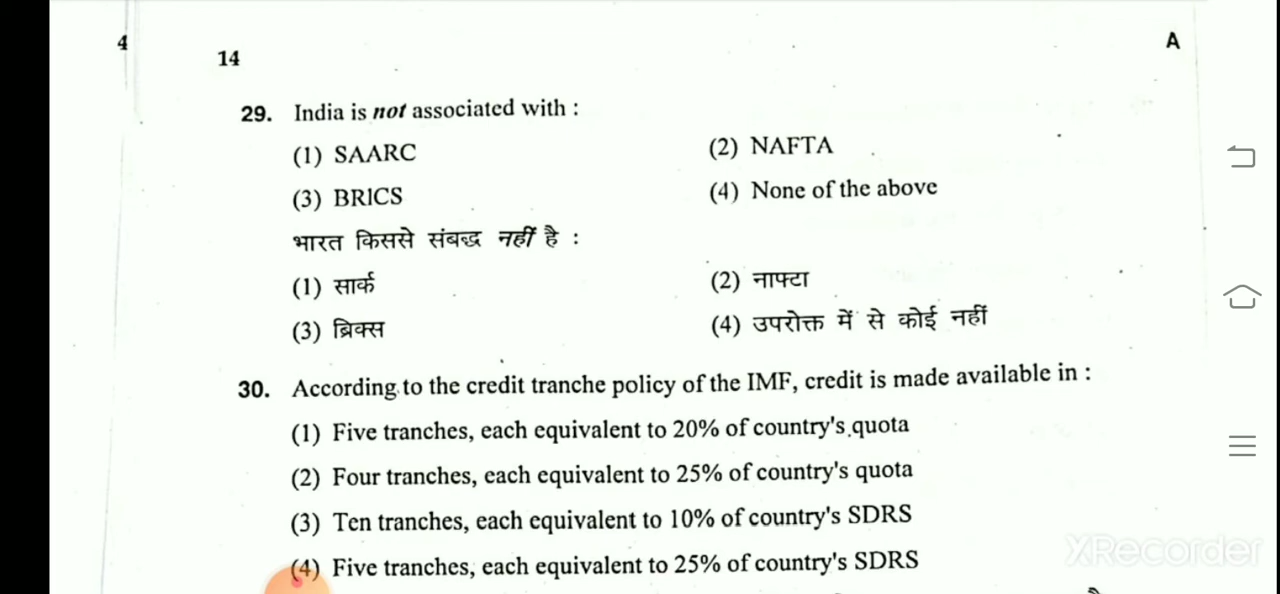 4
14
A
29. India is not associated with :
(1) SAARC (2) NAFTA
(3) BRICS (4) None of the above
भारत किससे संबद्ध नहीं है :
(1) सार्क (2) नाफ्टा
(3) ब्रिक्स (4) उपरोक्त में से कोई नहीं
30. According to the credit tranche policy of the IMF, credit is made available in :
(1) Five tranches, each equivalent to 20% of country's quota
(2) Four tranches, each equivalent to 25% of country's quota
(3) Ten tranches, each equivalent to 10% of country's SDRS
(4) Five tranches, each equivalent to 25% of country's SDRS
XRecorder